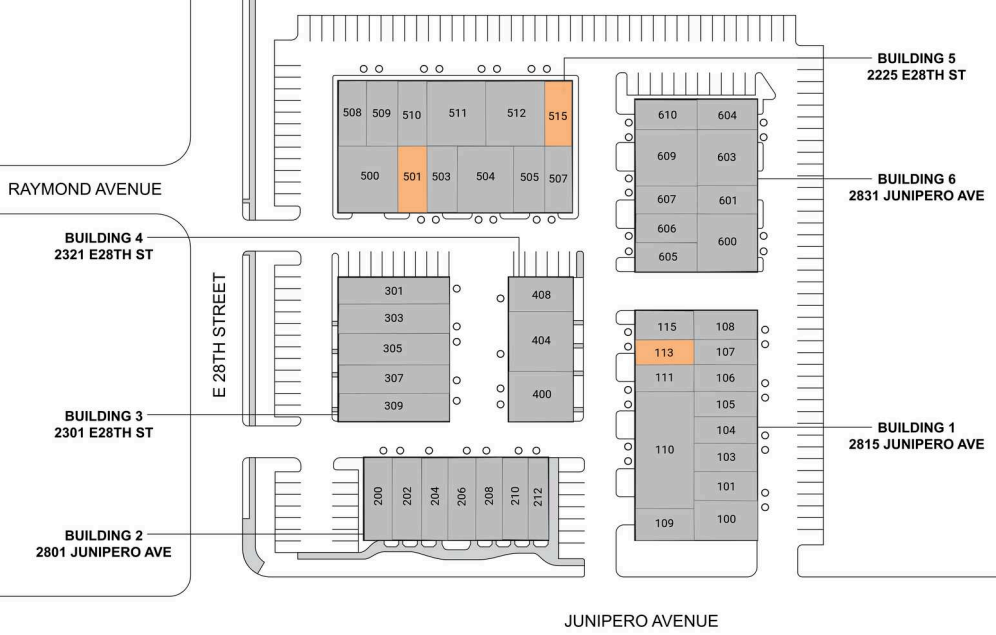 BUILDING 5
2225 E28TH ST
508 509 510 511 512 515
500 501 503 504 505 507
610 604
609 603
607 601
606
600
605
BUILDING 6
2831 JUNIPERO AVE
RAYMOND AVENUE
BUILDING 4
2321 E28TH ST
E 28TH STREET
301
303
305
307
309
408
404
400
115 108
113 107
111 106
105
104
110 103
101
109 100
BUILDING 3
2301 E28TH ST
BUILDING 1
2815 JUNIPERO AVE
200 202 204 206 208 210 212
BUILDING 2
2801 JUNIPERO AVE
JUNIPERO AVENUE